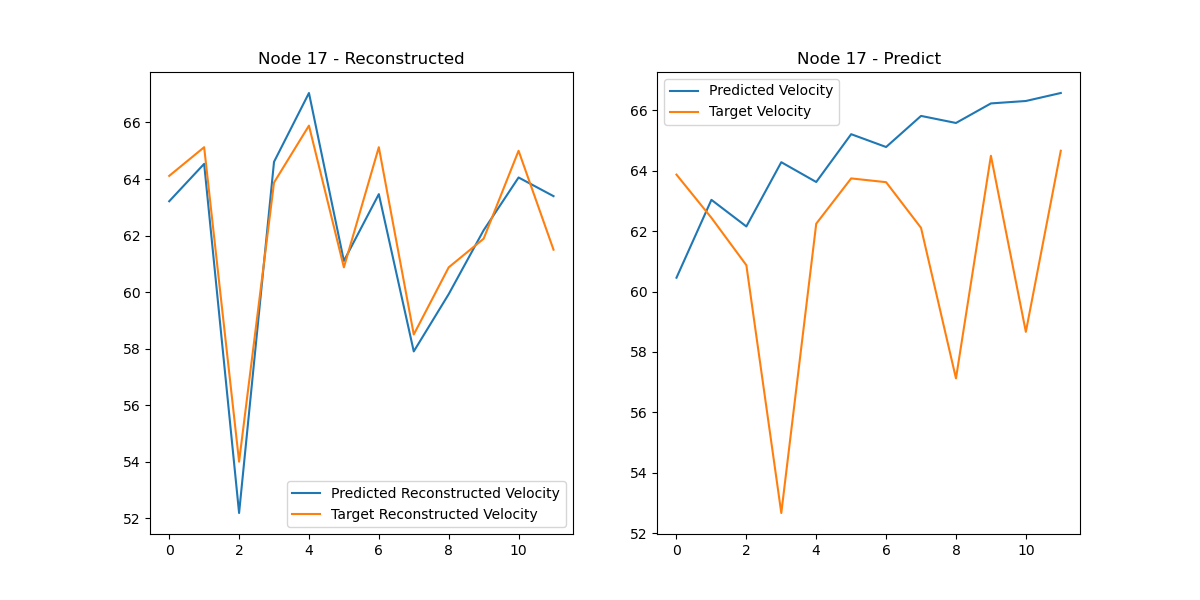 Node 17 - Reconstructed
66
64
62
60
58
56
54
52
0 2 4 6 8 10
Predicted Reconstructed Velocity
Target Reconstructed Velocity
Node 17 - Predict
66
64
62
60
58
56
54
52
0 2 4 6 8 10
Predicted Velocity
Target Velocity